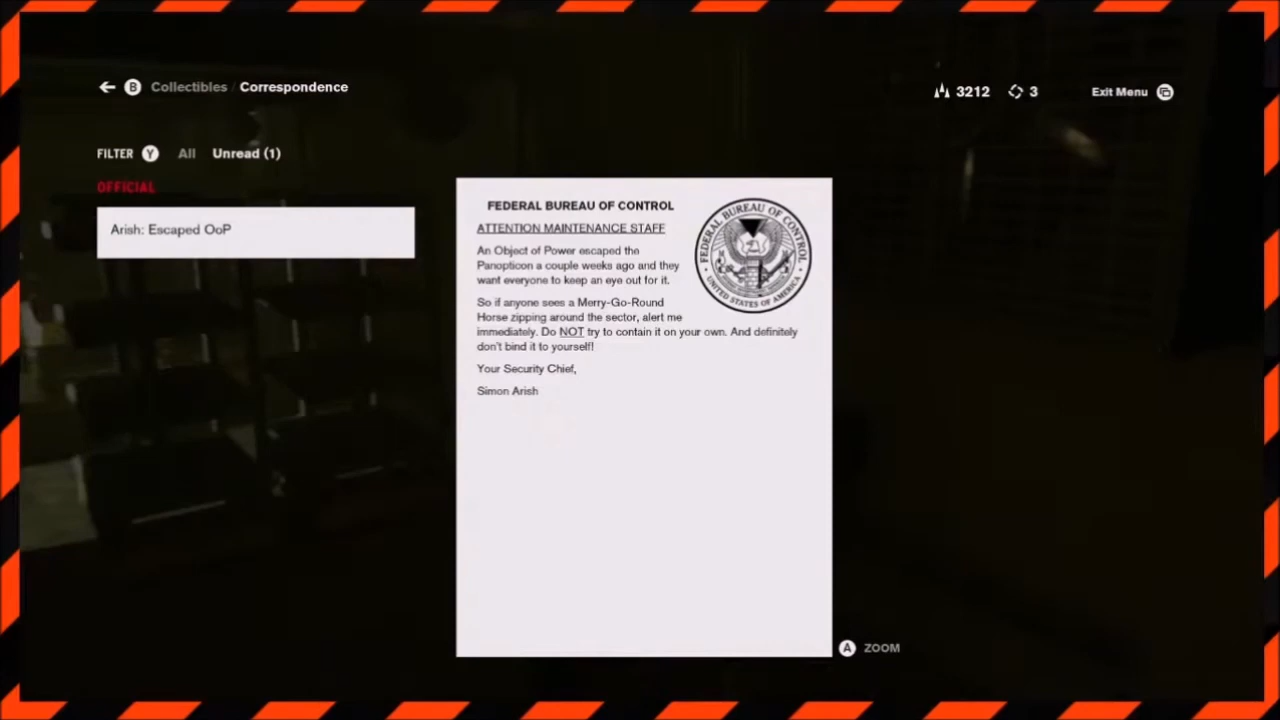 B Collectibles / Correspondence
3212 3 Exit Menu
FILTER Y All Unread (1)
OFFICIAL
Arish: Escaped OoP
FEDERAL BUREAU OF CONTROL
ATTENTION MAINTENANCE STAFF
An Object of Power escaped the
Panopticon a couple weeks ago and they
want everyone to keep an eye out for it.
So if anyone sees a Merry-Go-Round
Horse zipping around the sector, alert me
immediately. Do NOT try to contain it on your own. And definitely
don't bind it to yourself!
Your Security Chief,
Simon Arish
FEDERAL BUREAU OF CONTROL
UNITED STATES OF AMERICA
A ZOOM